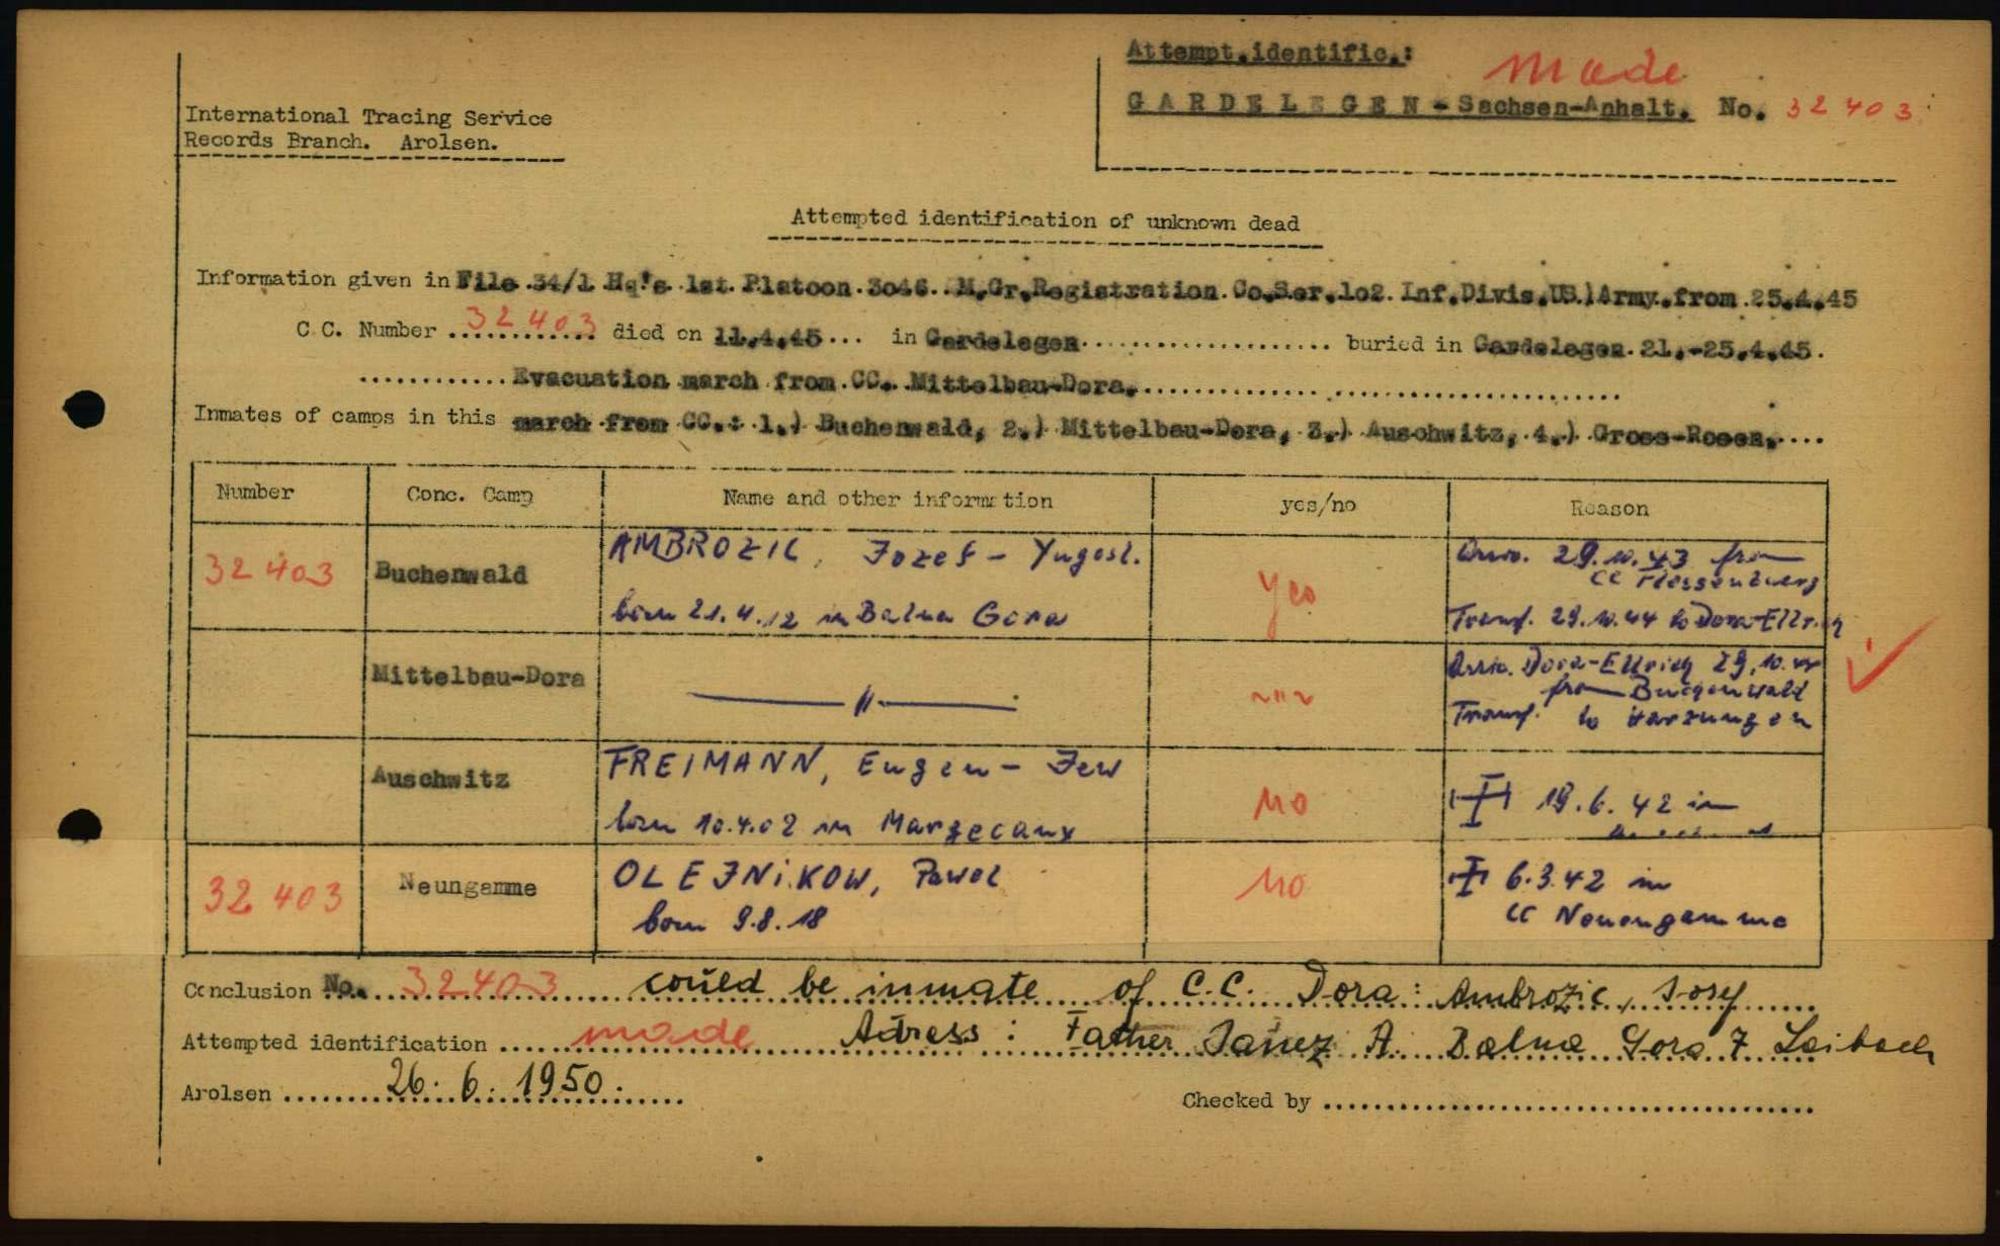 Attempt.identific.: made
International Tracing Service
Records Branch. Arolsen.
GARDELEGEN - Sachsen-Anhalt. No. 32403
Attempted identification of unknown dead
Information given in File 34/1 Hq's 1st Platoon 3046. M.Gr.Registration Co.Ser.102. Inf.Divis.US.)Army.from 25.4.45
C.C. Number 32403 died on 11.4.45... in Gardelegen buried in Gardelegen 21.-25.4.45.
Evacuation march from CC. Mittelbau-Dora.
Inmates of camps in this march from CC.: 1.) Buchenwald, 2.) Mittelbau-Dora, 3.) Auschwitz, 4.) Gross-Rosen.
Number Conc. Camp Name and other information yes/no Reason
32403 Buchenwald AMBROZIC, Jozef - Yugosl. yes Arriv. 29.10.43 from
CC Flossenburg
born 21.4.12 in Balna Gora Transf. 29.10.44 to Dora-Ellrich
Mittelbau-Dora — " — ~"~ Arriv. Dora-Ellrich 29.10.44
from Buchenwald
Transf. to Harzungen
Auschwitz FREIMANN, Eugen - Jew no 19.6.42 in
born 10.4.02 in Margecany
32403 Neungamme OLEJNIKOW, Pawel no 6.3.42 in
born 9.8.18 CC Neuengamme
Conclusion No. 32403 could be inmate of C.C. Dora: Ambrozic, Josef
Attempted identification made Adress: Father Janez A. Balna Gora 7 Laibach
Arolsen 26.6.1950. Checked by